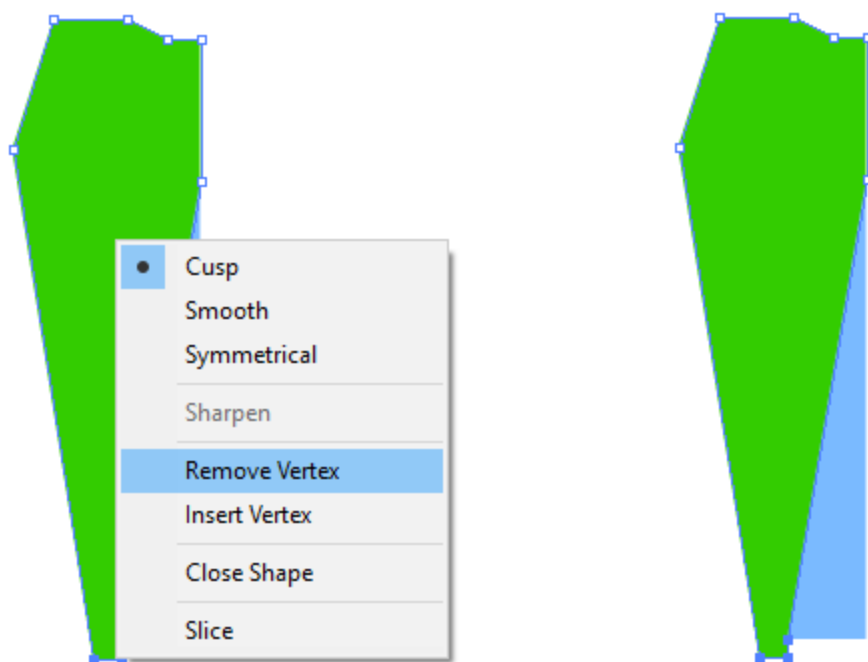 Cusp
Smooth
Symmetrical
Sharpen
Remove Vertex
Insert Vertex
Close Shape
Slice